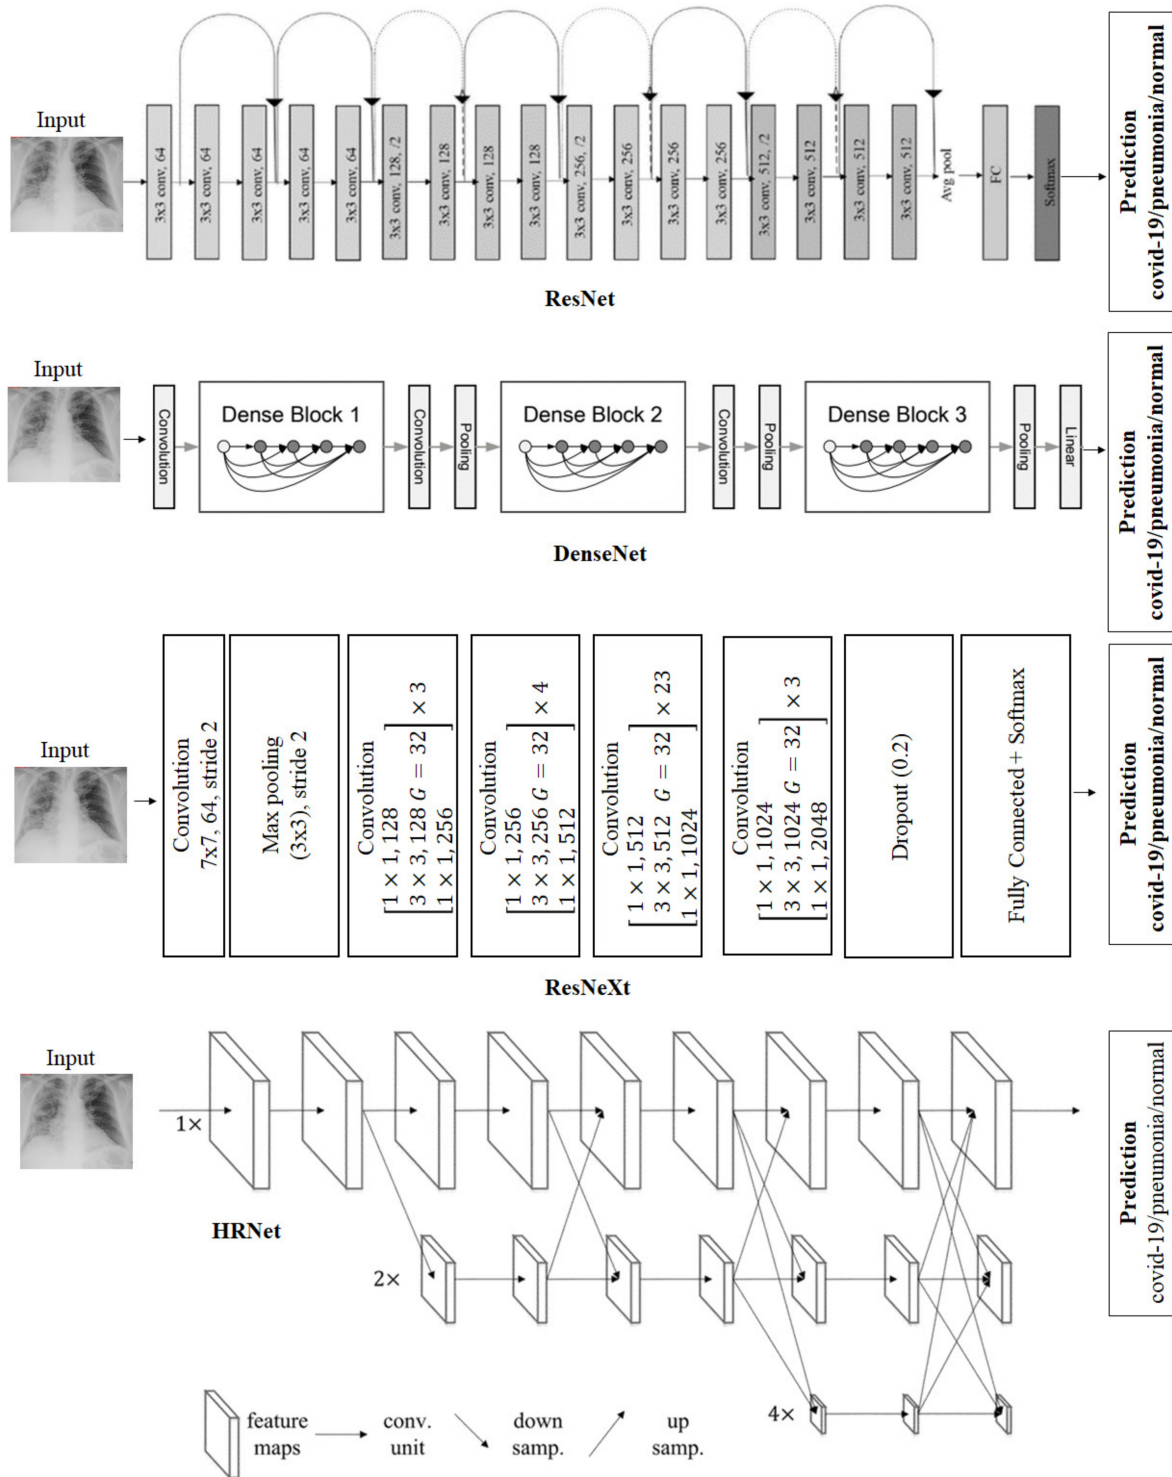 Input
3x3 conv, 64
3x3 conv, 64
3x3 conv, 64
3x3 conv, 64
3x3 conv, 64
3x3 conv, 128, /2
3x3 conv, 128
3x3 conv, 128
3x3 conv, 128
3x3 conv, 256, /2
3x3 conv, 256
3x3 conv, 256
3x3 conv, 256
3x3 conv, 512, /2
3x3 conv, 512
3x3 conv, 512
3x3 conv, 512
Avg pool
FC
Softmax
Prediction
covid-19/pneumonia/normal
ResNet
Input
Convolution
Dense Block 1
Convolution
Pooling
Dense Block 2
Convolution
Pooling
Dense Block 3
Pooling
Linear
Prediction
covid-19/pneumonia/normal
DenseNet
Input
Convolution
7x7, 64, stride 2
Max pooling
(3x3), stride 2
Convolution
[1 × 1, 128
3 × 3, 128 G = 32
1 × 1, 256] × 3
Convolution
[1 × 1, 256
3 × 3, 256 G = 32
1 × 1, 512] × 4
Convolution
[1 × 1, 512
3 × 3, 512 G = 32
1 × 1, 1024] × 23
Convolution
[1 × 1, 1024
3 × 3, 1024 G = 32
1 × 1, 2048] × 3
Dropout (0.2)
Fully Connected + Softmax
Prediction
covid-19/pneumonia/normal
ResNeXt
Input
1×
HRNet
2×
4×
Prediction
covid-19/pneumonia/normal
feature
maps
conv.
unit
down
samp.
up
samp.